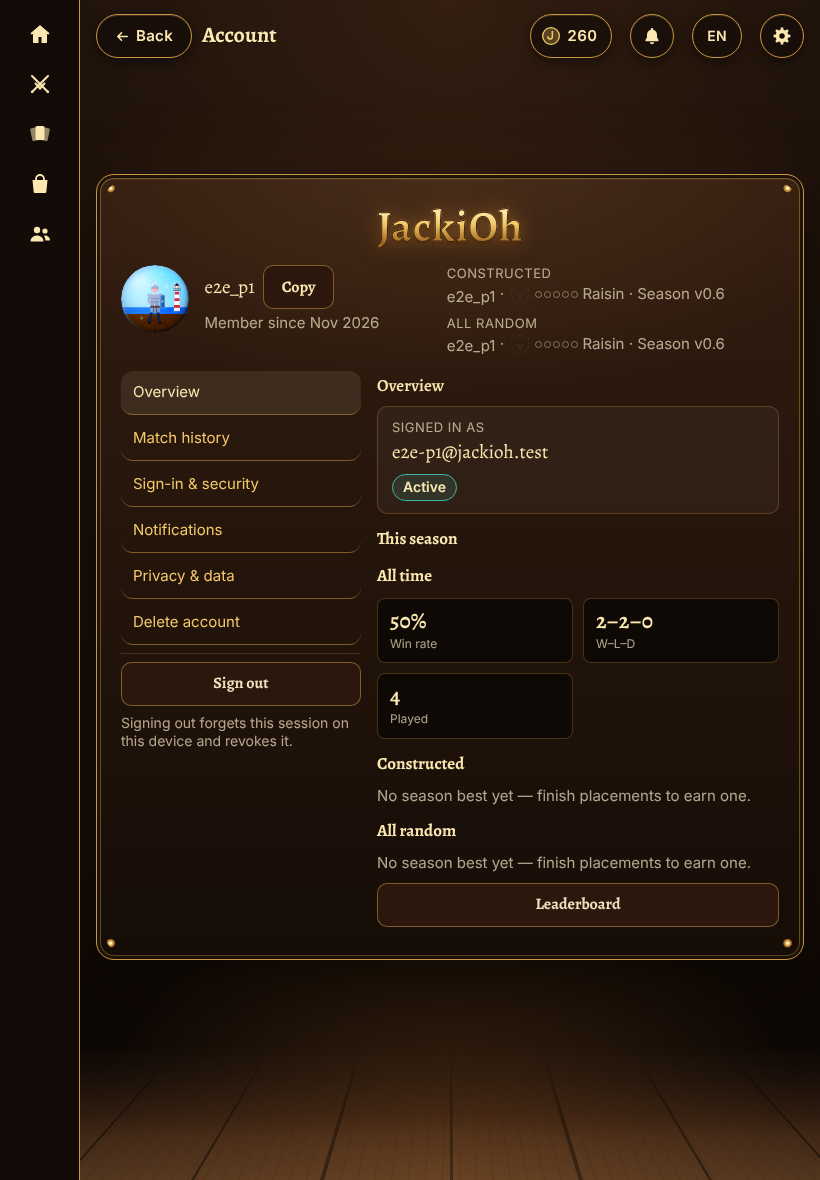 ← Back
Account
J 260
EN
JackiOh
e2e_p1
Copy
Member since Nov 2026
CONSTRUCTED
e2e_p1 · Raisin · Season v0.6
ALL RANDOM
e2e_p1 · Raisin · Season v0.6
Overview
Match history
Sign-in & security
Notifications
Privacy & data
Delete account
Sign out
Signing out forgets this session on
this device and revokes it.
Overview
SIGNED IN AS
e2e-p1@jackioh.test
Active
This season
All time
50%
Win rate
2–2–0
W–L–D
4
Played
Constructed
No season best yet — finish placements to earn one.
All random
No season best yet — finish placements to earn one.
Leaderboard